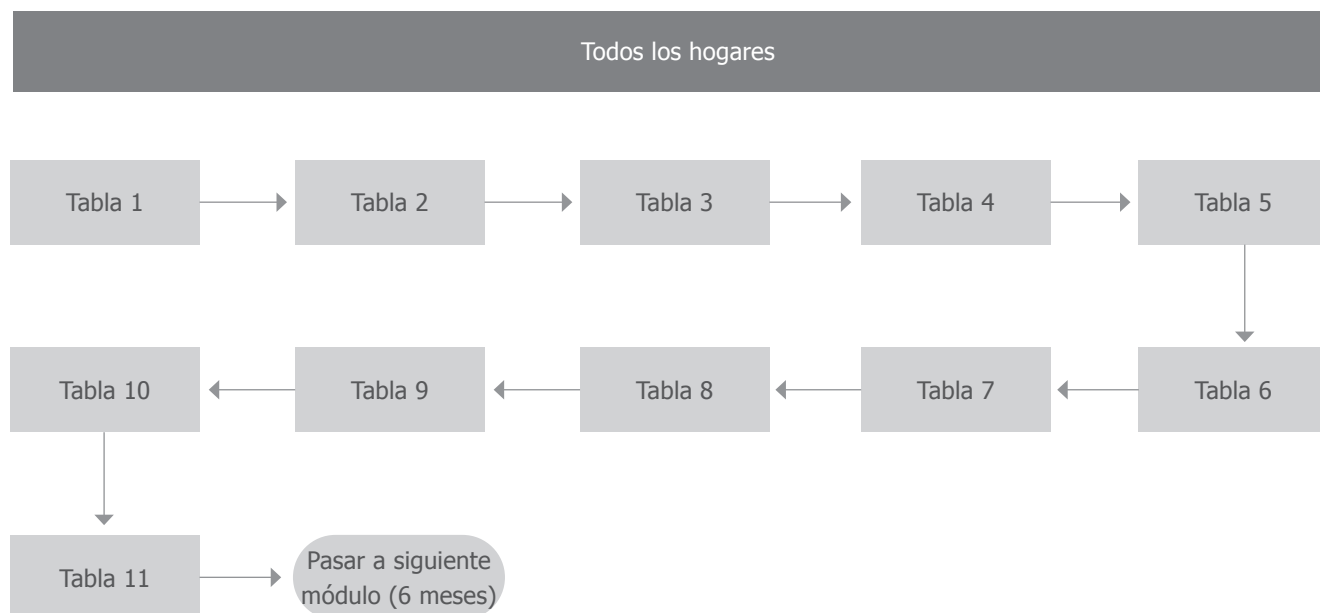 Todos los hogares
Tabla 1
Tabla 2
Tabla 3
Tabla 4
Tabla 5
Tabla 10
Tabla 9
Tabla 8
Tabla 7
Tabla 6
Tabla 11
Pasar a siguiente
módulo (6 meses)